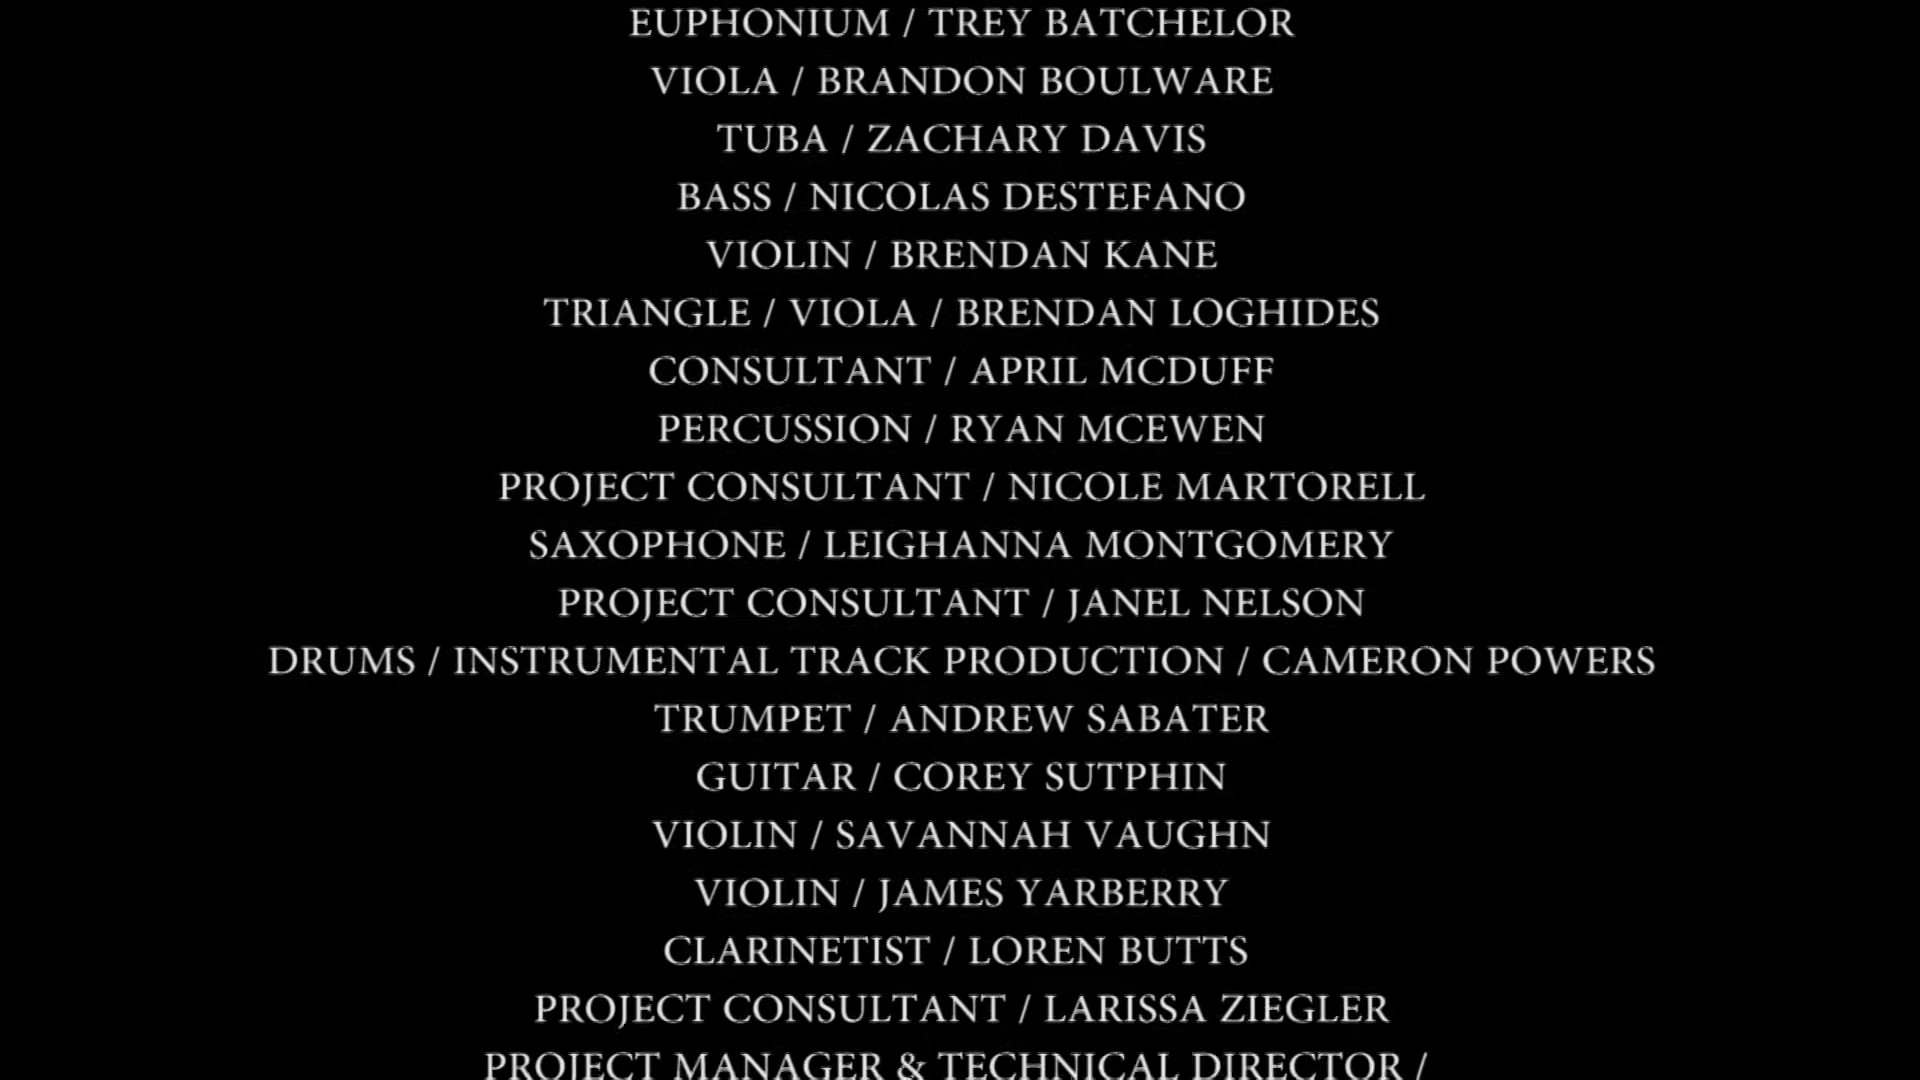 EUPHONIUM / TREY BATCHELOR
VIOLA / BRANDON BOULWARE
TUBA / ZACHARY DAVIS
BASS / NICOLAS DESTEFANO
VIOLIN / BRENDAN KANE
TRIANGLE / VIOLA / BRENDAN LOGHIDES
CONSULTANT / APRIL MCDUFF
PERCUSSION / RYAN MCEWEN
PROJECT CONSULTANT / NICOLE MARTORELL
SAXOPHONE / LEIGHANNA MONTGOMERY
PROJECT CONSULTANT / JANEL NELSON
DRUMS / INSTRUMENTAL TRACK PRODUCTION / CAMERON POWERS
TRUMPET / ANDREW SABATER
GUITAR / COREY SUTPHIN
VIOLIN / SAVANNAH VAUGHN
VIOLIN / JAMES YARBERRY
CLARINETIST / LOREN BUTTS
PROJECT CONSULTANT / LARISSA ZIEGLER
PROJECT MANAGER & TECHNICAL DIRECTOR /